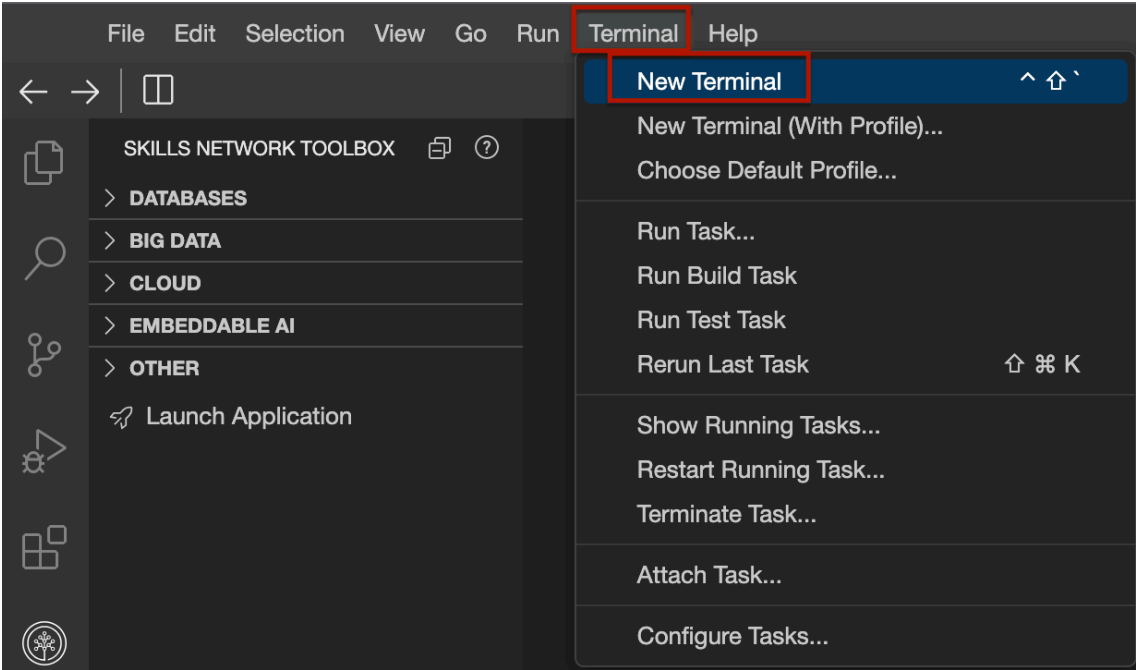 File Edit Selection View Go Run Terminal Help
New Terminal ⌃ ⇧ `
New Terminal (With Profile)...
Choose Default Profile...
Run Task...
Run Build Task
Run Test Task
Rerun Last Task ⇧ ⌘ K
Show Running Tasks...
Restart Running Task...
Terminate Task...
Attach Task...
Configure Tasks...
SKILLS NETWORK TOOLBOX
DATABASES
BIG DATA
CLOUD
EMBEDDABLE AI
OTHER
Launch Application